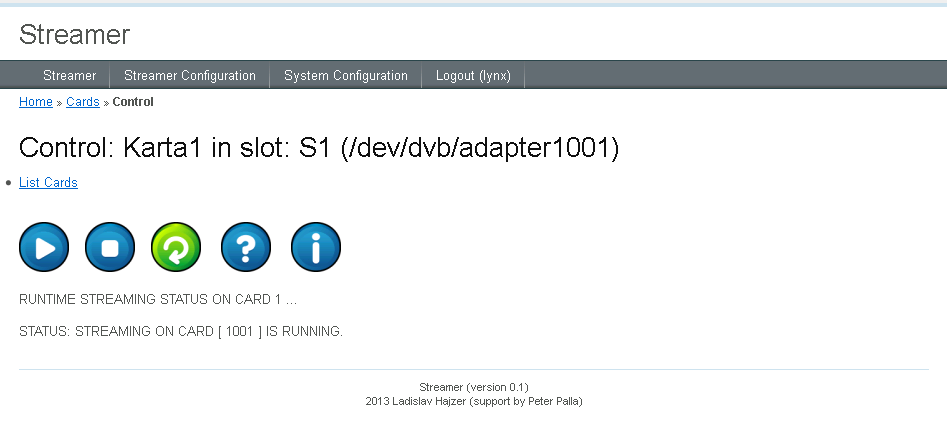 Streamer
Streamer Streamer Configuration System Configuration Logout (lynx)
Home » Cards » Control
Control: Karta1 in slot: S1 (/dev/dvb/adapter1001)
List Cards
RUNTIME STREAMING STATUS ON CARD 1 ...
STATUS: STREAMING ON CARD [ 1001 ] IS RUNNING.
Streamer (version 0.1)
2013 Ladislav Hajzer (support by Peter Palla)